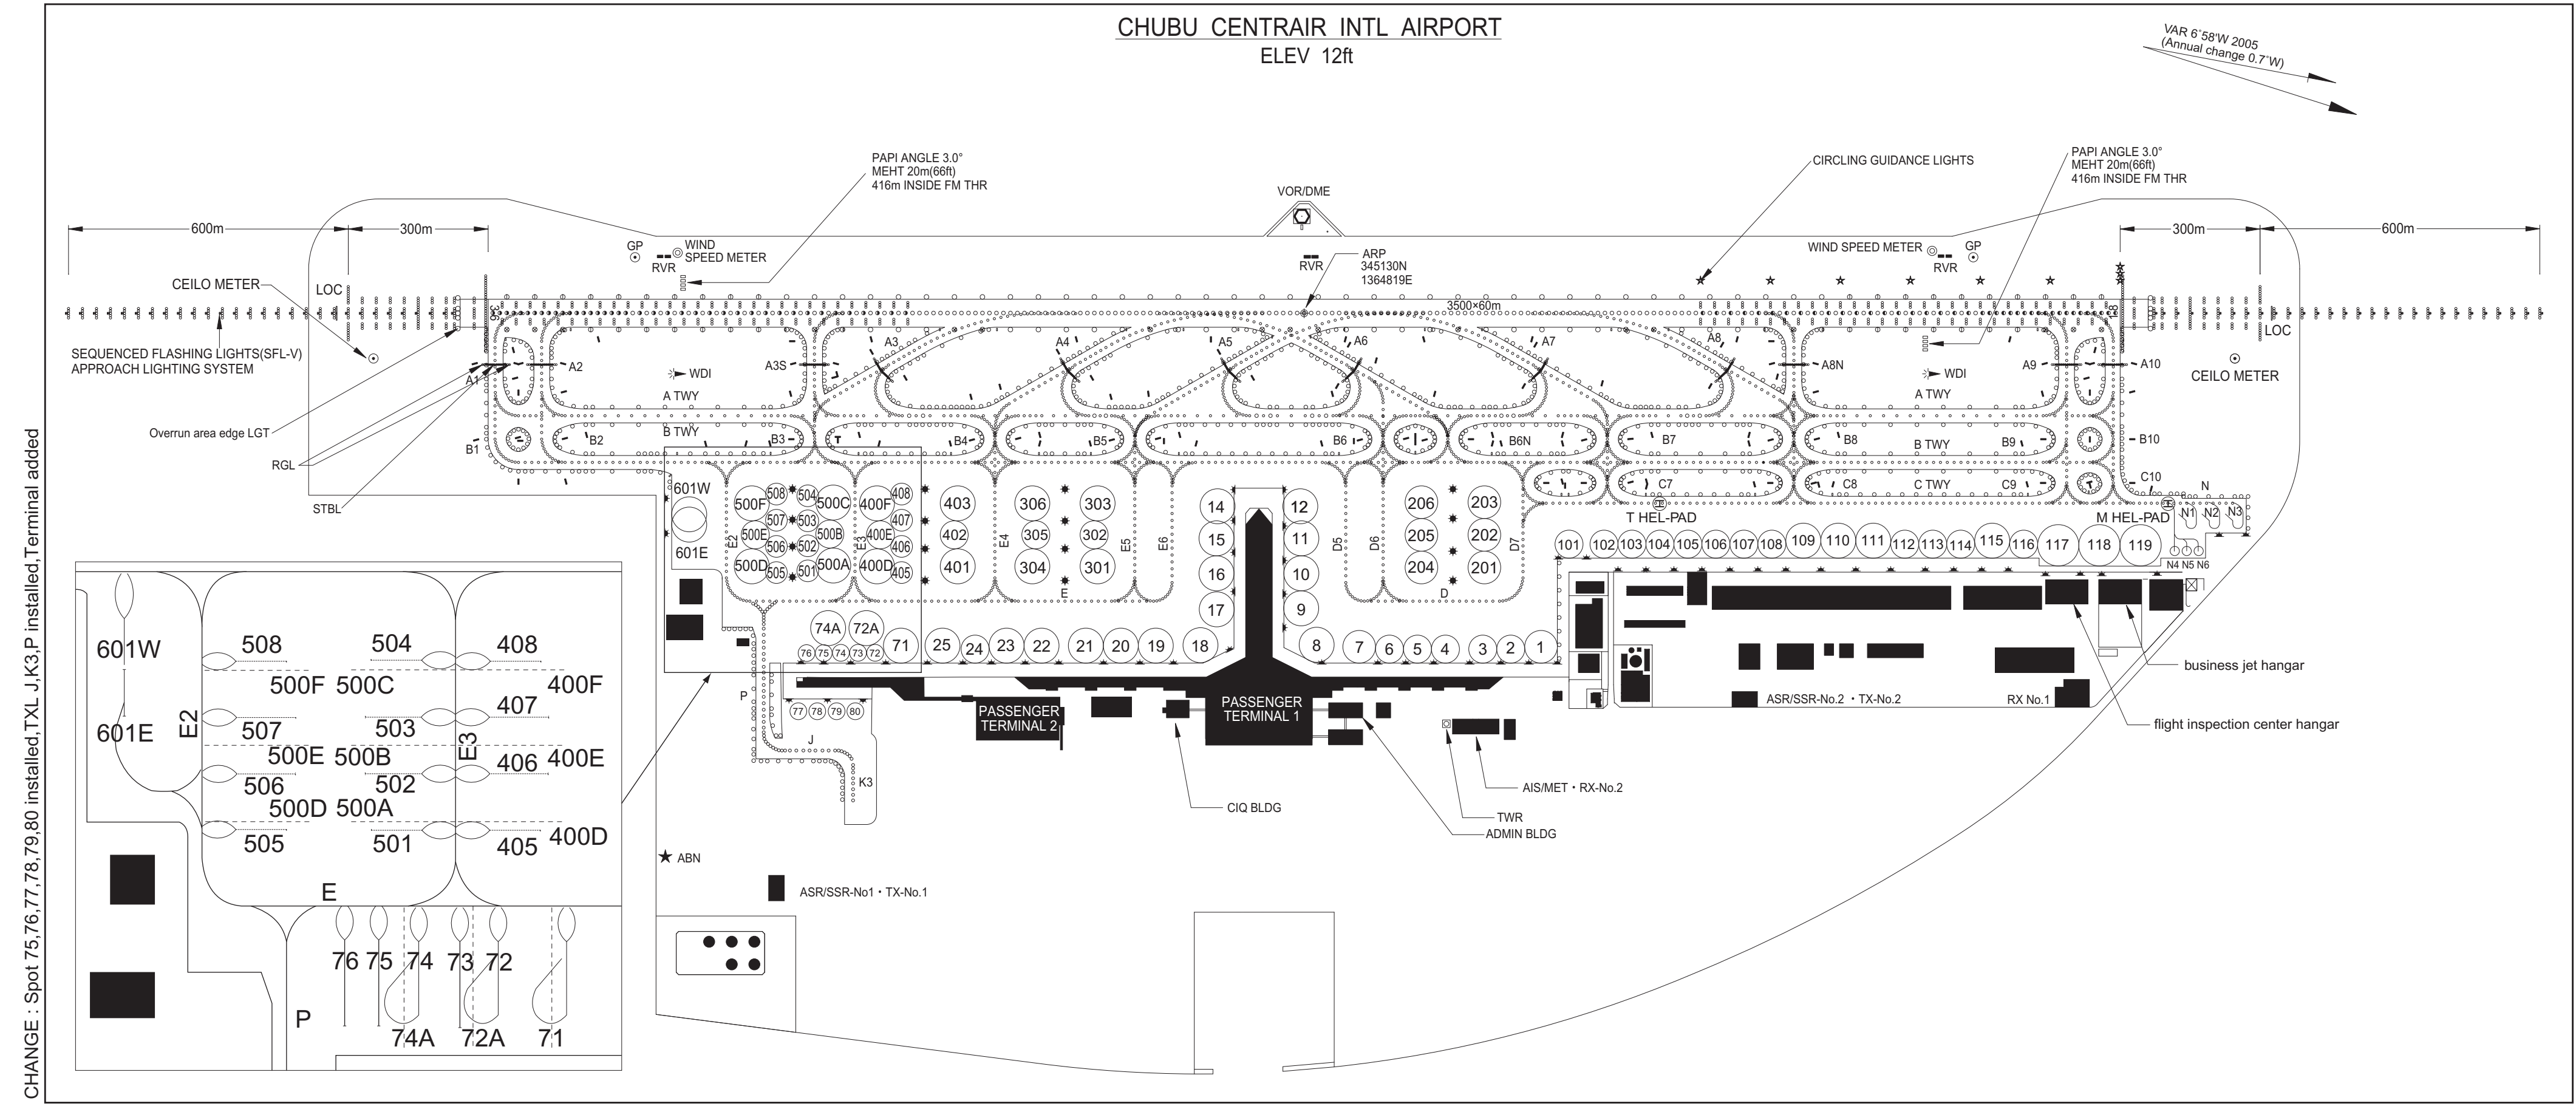 CHUBU CENTRAIR INTL AIRPORT
ELEV 12ft
VAR 6°58'W 2005
(Annual change 0.7'W)
PAPI ANGLE 3.0°
MEHT 20m(66ft)
416m INSIDE FM THR
CIRCLING GUIDANCE LIGHTS
PAPI ANGLE 3.0°
MEHT 20m(66ft)
416m INSIDE FM THR
VOR/DME
600m
300m
300m
600m
GP
WIND
SPEED METER
RVR
RVR
ARP
345130N
1364819E
WIND SPEED METER
GP
RVR
CEILO METER
LOC
36
3500×60m
18
LOC
SEQUENCED FLASHING LIGHTS(SFL-V)
APPROACH LIGHTING SYSTEM
A1
A2
WDI
A3S
A3
A4
A5
A6
A7
A8
A8N
WDI
A9
A10
CEILO METER
A TWY
A TWY
Overrun area edge LGT
RGL
STBL
B1
B2
B TWY
B3
B4
B5
B6
B6N
B7
B8
B TWY
B9
B10
C7
C8
C TWY
C9
C10
N
T HEL-PAD
M HEL-PAD
N1
N2
N3
N4 N5 N6
601W
601E
E2
500F
508
504
500C
400F
408
507
503
407
500E
506
502
500B
E3
400E
406
500D
505
501
500A
400D
405
403
402
401
E4
306
305
304
303
302
301
E5
E6
E
14
15
16
17
12
11
10
9
D5
D6
206
205
204
203
202
201
D7
D
101
102
103
104
105
106
107
108
109
110
111
112
113
114
115
116
117
118
119
74A
72A
76
75
74
73
72
71
25
24
23
22
21
20
19
18
8
7
6
5
4
3
2
1
P
77
78
79
80
J
K3
PASSENGER
TERMINAL 2
PASSENGER
TERMINAL 1
ASR/SSR-No.2・TX-No.2
RX No.1
business jet hangar
flight inspection center hangar
AIS/MET・RX-No.2
TWR
ADMIN BLDG
CIQ BLDG
ABN
ASR/SSR-No1・TX-No.1
601W
601E
E2
508
504
408
500F
500C
400F
507
503
407
500E
500B
E3
400E
506
502
406
500D
500A
400D
505
501
405
E
76
75
74
73
72
P
74A
72A
71
CHANGE : Spot 75,76,77,78,79,80 installed,TXL J,K3,P installed,Terminal added